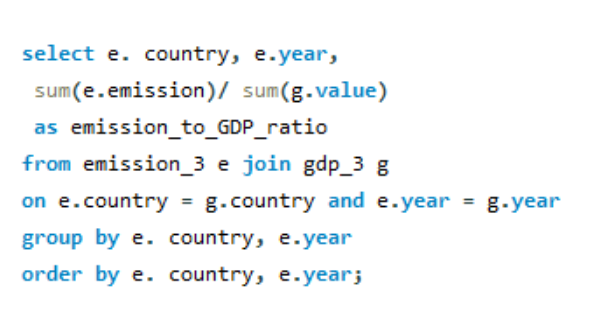 select e. country, e.year,
sum(e.emission)/ sum(g.value)
as emission_to_GDP_ratio
from emission_3 e join gdp_3 g
on e.country = g.country and e.year = g.year
group by e. country, e.year
order by e. country, e.year;